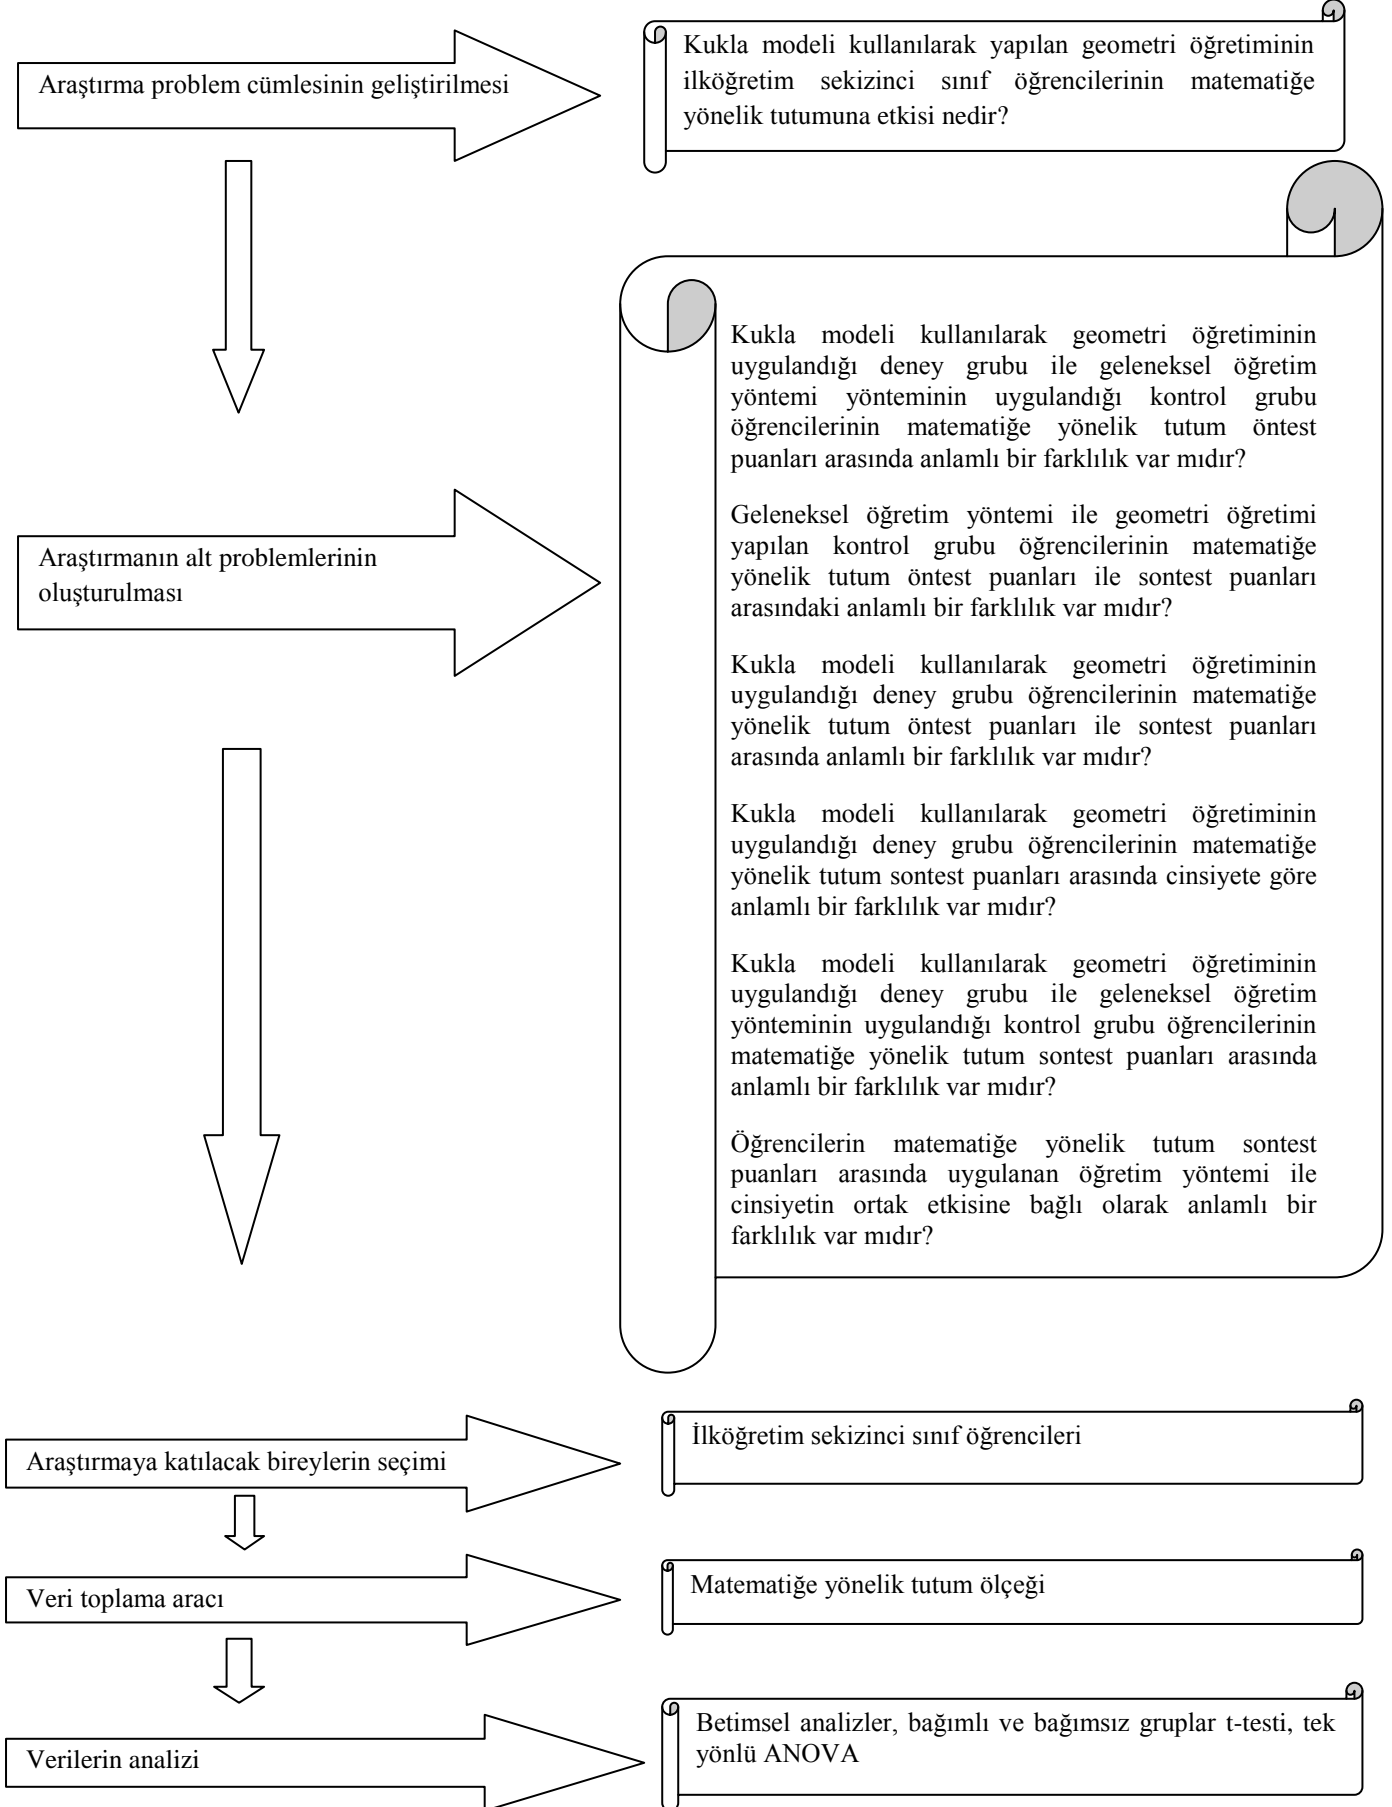 Araştırma problem cümlesinin geliştirilmesi
Kukla modeli kullanılarak yapılan geometri öğretiminin
ilköğretim sekizinci sınıf öğrencilerinin matematiğe
yönelik tutumuna etkisi nedir?
Araştırmanın alt problemlerinin
oluşturulması
Kukla modeli kullanılarak geometri öğretiminin
uygulandığı deney grubu ile geleneksel öğretim
yöntemi yönteminin uygulandığı kontrol grubu
öğrencilerinin matematiğe yönelik tutum öntest
puanları arasında anlamlı bir farklılık var mıdır?
Geleneksel öğretim yöntemi ile geometri öğretimi
yapılan kontrol grubu öğrencilerinin matematiğe
yönelik tutum öntest puanları ile sontest puanları
arasındaki anlamlı bir farklılık var mıdır?
Kukla modeli kullanılarak geometri öğretiminin
uygulandığı deney grubu öğrencilerinin matematiğe
yönelik tutum öntest puanları ile sontest puanları
arasında anlamlı bir farklılık var mıdır?
Kukla modeli kullanılarak geometri öğretiminin
uygulandığı deney grubu öğrencilerinin matematiğe
yönelik tutum sontest puanları arasında cinsiyete göre
anlamlı bir farklılık var mıdır?
Kukla modeli kullanılarak geometri öğretiminin
uygulandığı deney grubu ile geleneksel öğretim
yönteminin uygulandığı kontrol grubu öğrencilerinin
matematiğe yönelik tutum sontest puanları arasında
anlamlı bir farklılık var mıdır?
Öğrencilerin matematiğe yönelik tutum sontest
puanları arasında uygulanan öğretim yöntemi ile
cinsiyetin ortak etkisine bağlı olarak anlamlı bir
farklılık var mıdır?
Araştırmaya katılacak bireylerin seçimi
İlköğretim sekizinci sınıf öğrencileri
Veri toplama aracı
Matematiğe yönelik tutum ölçeği
Verilerin analizi
Betimsel analizler, bağımlı ve bağımsız gruplar t-testi, tek
yönlü ANOVA